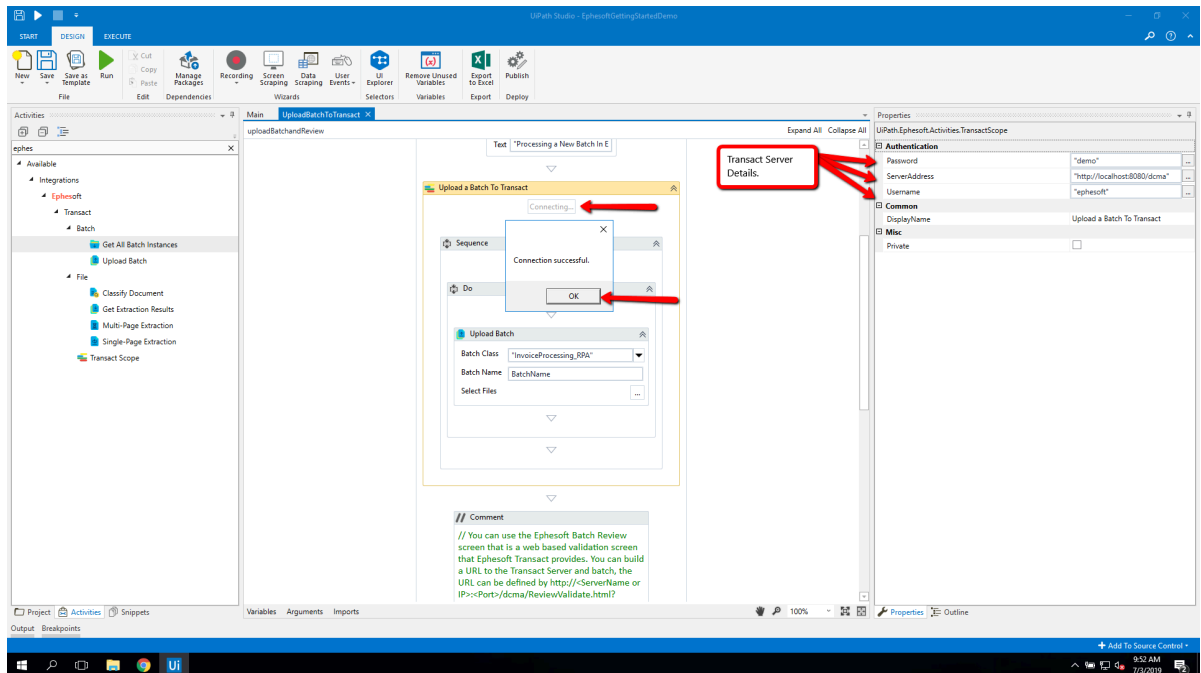 UiPath Studio - EphesoftGettingStartedDemo
START DESIGN EXECUTE
New
Save
Save as Template
Run
Cut
Copy
Paste
Manage Packages
Recording
Screen Scraping
Data Scraping
User Events
UI Explorer
Remove Unused Variables
Export to Excel
Publish
File Edit Dependencies Wizards Selectors Variables Export Deploy
Activities
ephes
Available
Integrations
Ephesoft
Transact
Batch
Get All Batch Instances
Upload Batch
File
Classify Document
Get Extraction Results
Multi-Page Extraction
Single-Page Extraction
Transact Scope
Main UploadBatchToTransact
uploadBatchandReview
Expand All Collapse All
Text "Processing a New Batch In E
Upload a Batch To Transact
Connecting...
Sequence
Connection successful.
OK
Do
Upload Batch
Batch Class "InvoiceProcessing_RPA"
Batch Name BatchName
Select Files ...
// Comment
// You can use the Ephesoft Batch Review
screen that is a web based validation screen
that Ephesoft Transact provides. You can build
a URL to the Transact Server and batch, the
URL can be defined by http://<ServerName or
IP>:<Port>/dcma/ReviewValidate.html?
Transact Server
Details.
Properties
UiPath.Ephesoft.Activities.TransactScope
Authentication
Password "demo" ...
ServerAddress "http://localhost:8080/dcma" ...
Username "ephesoft" ...
Common
DisplayName Upload a Batch To Transact
Misc
Private
Project Activities Snippets
Variables Arguments Imports
100%
Properties Outline
Output Breakpoints
Add To Source Control
Ui
9:52 AM
7/3/2019